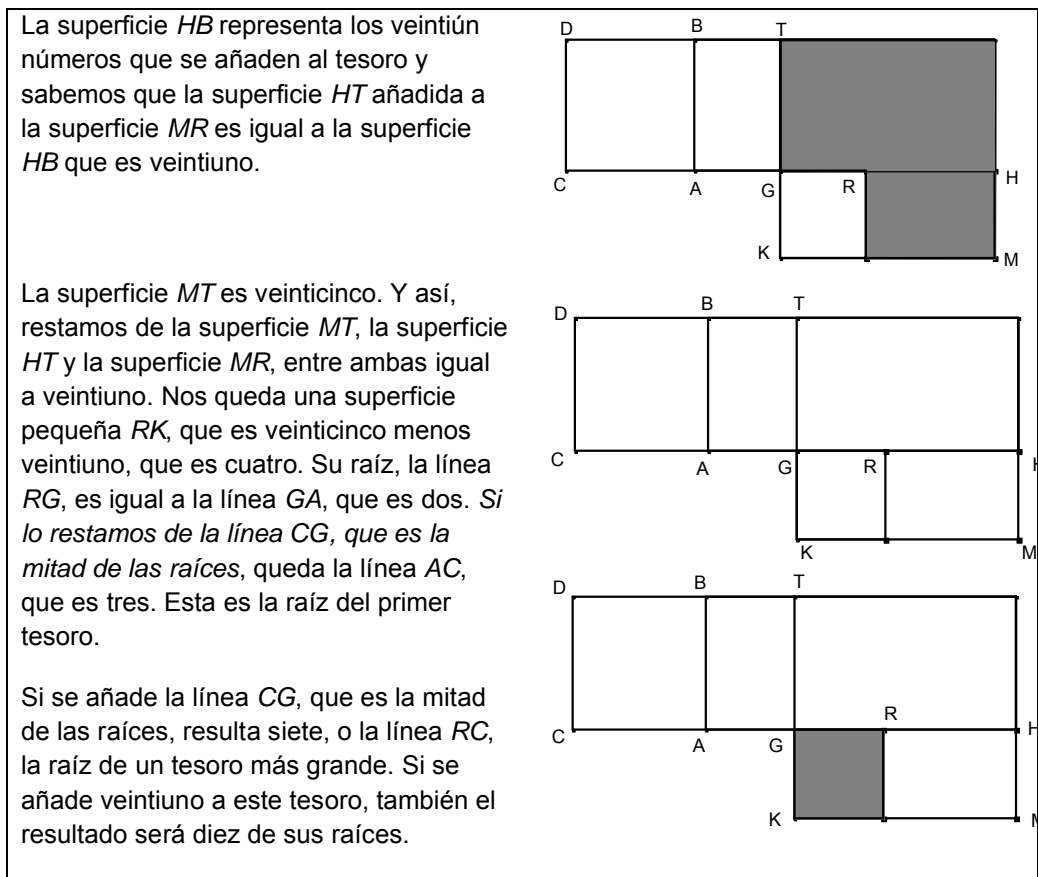 La superficie HB representa los veintiún
números que se añaden al tesoro y
sabemos que la superficie HT añadida a
la superficie MR es igual a la superficie
HB que es veintiuno.
D B T
C A G R H
K M
La superficie MT es veinticinco. Y así,
restamos de la superficie MT, la superficie
HT y la superficie MR, entre ambas igual
a veintiuno. Nos queda una superficie
pequeña RK, que es veinticinco menos
veintiuno, que es cuatro. Su raíz, la línea
RG, es igual a la línea GA, que es dos. Si
lo restamos de la línea CG, que es la
mitad de las raíces, queda la línea AC,
que es tres. Esta es la raíz del primer
tesoro.
D B T
C A G R H
K M
Si se añade la línea CG, que es la mitad
de las raíces, resulta siete, o la línea RC,
la raíz de un tesoro más grande. Si se
añade veintiuno a este tesoro, también el
resultado será diez de sus raíces.
D B T
R
C A G H
K M